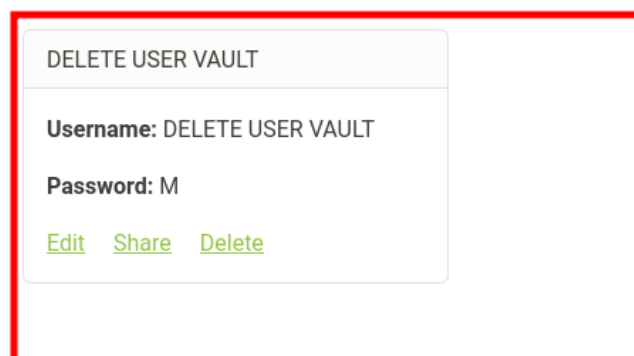 DELETE USER VAULT
Username: DELETE USER VAULT
Password: M
Edit Share Delete